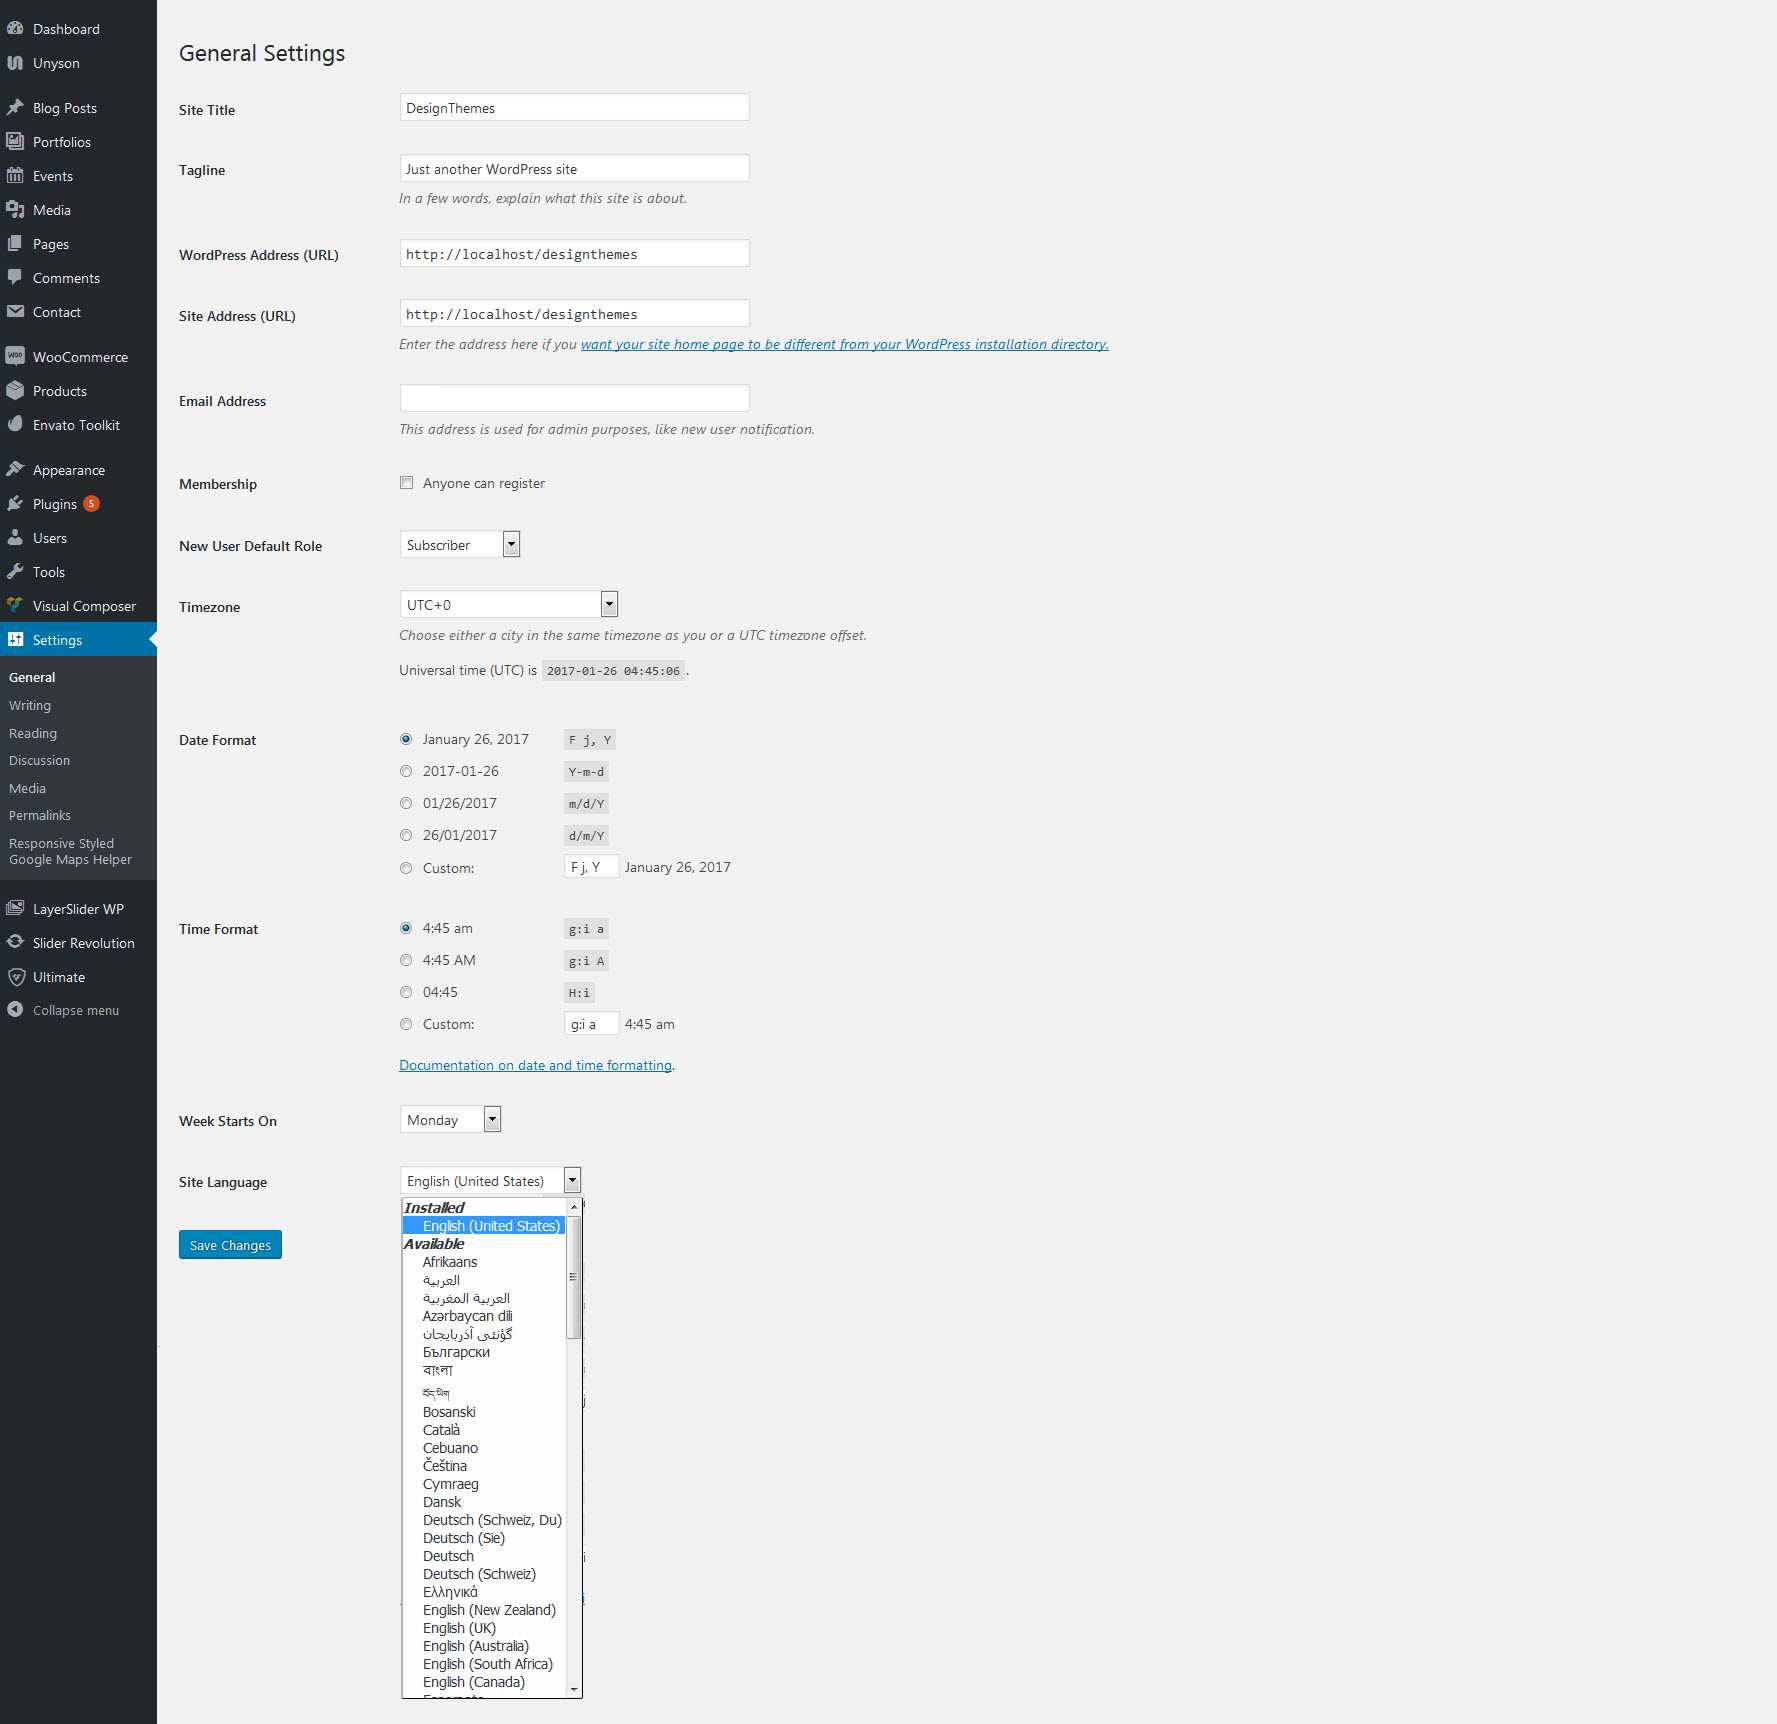 Dashboard
Unyson
Blog Posts
Portfolios
Events
Media
Pages
Comments
Contact
WooCommerce
Products
Envato Toolkit
Appearance
Plugins 5
Users
Tools
Visual Composer
Settings
General
Writing
Reading
Discussion
Media
Permalinks
Responsive Styled
Google Maps Helper
LayerSlider WP
Slider Revolution
Ultimate
Collapse menu
General Settings
Site Title DesignThemes
Tagline Just another WordPress site
In a few words, explain what this site is about.
WordPress Address (URL) http://localhost/designthemes
Site Address (URL) http://localhost/designthemes
Enter the address here if you want your site home page to be different from your WordPress installation directory.
Email Address
This address is used for admin purposes, like new user notification.
Membership Anyone can register
New User Default Role Subscriber
Timezone UTC+0
Choose either a city in the same timezone as you or a UTC timezone offset.
Universal time (UTC) is 2017-01-26 04:45:06.
Date Format January 26, 2017 F j, Y
2017-01-26 Y-m-d
01/26/2017 m/d/Y
26/01/2017 d/m/Y
Custom: F j, Y January 26, 2017
Time Format 4:45 am g:i a
4:45 AM g:i A
04:45 H:i
Custom: g:i a 4:45 am
Documentation on date and time formatting.
Week Starts On Monday
Site Language English (United States)
Installed
English (United States)
Save Changes
Available
Afrikaans
العربية
العربية المغربية
Azərbaycan dili
گؤنئی آذربایجان
Български
বাংলা
བོད་ཡིག
Bosanski
Català
Cebuano
Čeština
Cymraeg
Dansk
Deutsch (Schweiz, Du)
Deutsch (Sie)
Deutsch
Deutsch (Schweiz)
Ελληνικά
English (New Zealand)
English (UK)
English (Australia)
English (South Africa)
English (Canada)